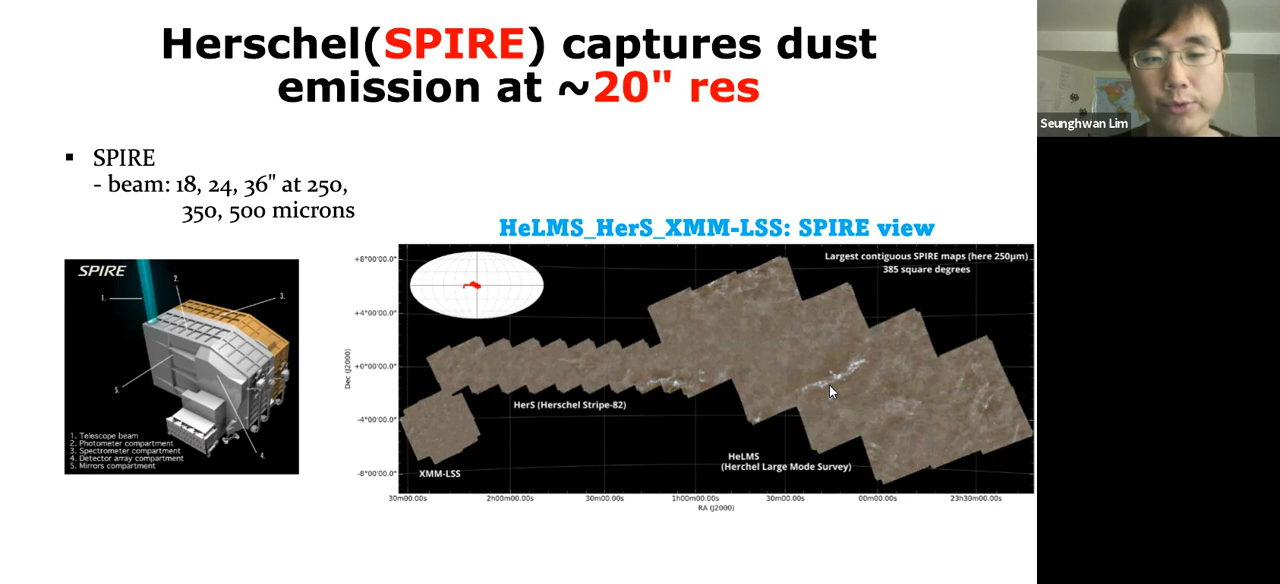 Herschel(SPIRE) captures dust
emission at ~20" res
Seunghwan Lim
▪ SPIRE
- beam: 18, 24, 36" at 250,
350, 500 microns
HeLMS_HerS_XMM-LSS: SPIRE view
SPIRE
1.
2.
3.
4.
5.
1. Telescope beam
2. Photometer compartment
3. Spectrometer compartment
4. Detector array compartment
5. Mirrors compartment
Largest contiguous SPIRE maps (here 250μm)
385 square degrees
+8°00'00.0"
+4°00'00.0"
+0°00'00.0"
-4°00'00.0"
-8°00'00.0"
Dec (J2000)
HerS (Herschel Stripe-82)
HeLMS
(Herchel Large Mode Survey)
XMM-LSS
30m00.00s
2h00m00.00s
30m00.00s
1h00m00.00s
30m00.00s
00m00.00s
23h30m00.00s
RA (J2000)